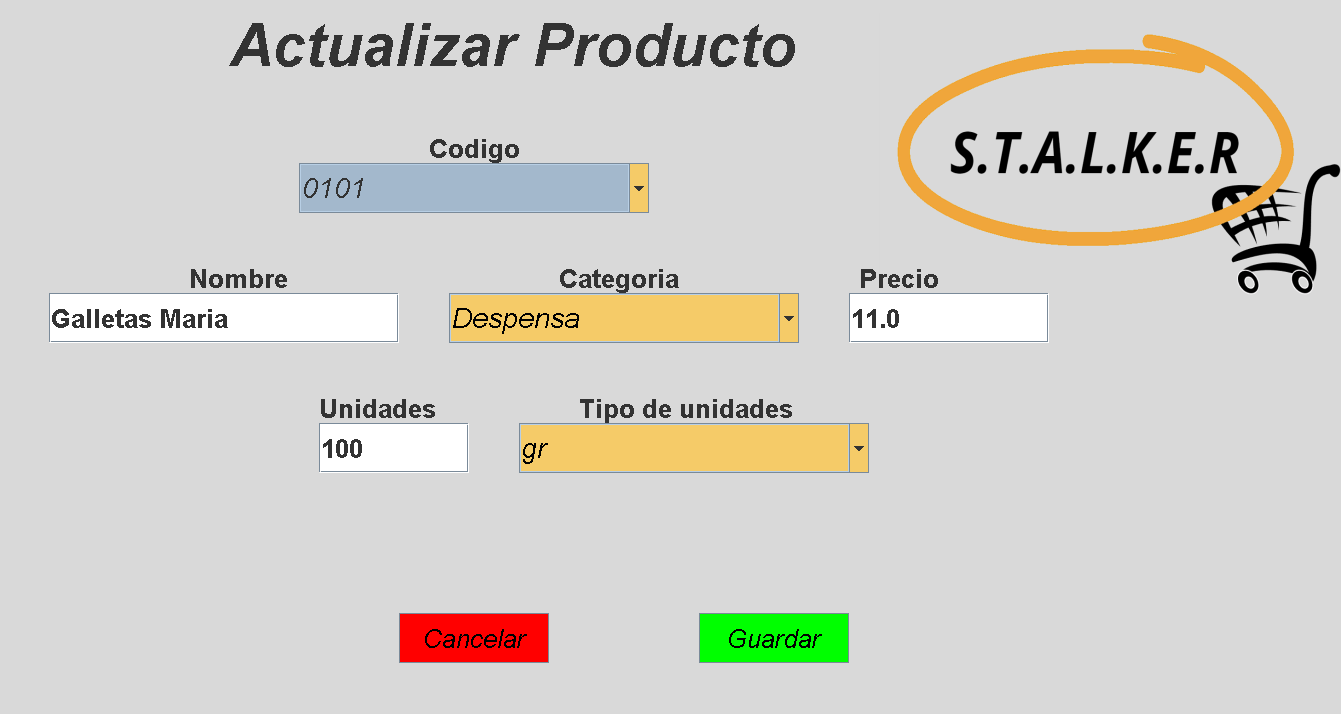 Actualizar Producto
S.T.A.L.K.E.R
Codigo
0101
Nombre
Categoria
Precio
Galletas Maria
Despensa
11.0
Unidades
Tipo de unidades
100
gr
Cancelar
Guardar